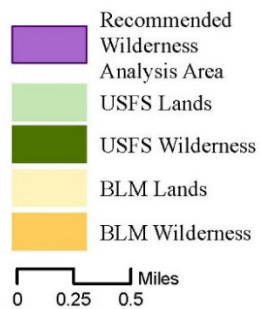 Recommended
Wilderness
Analysis Area
USFS Lands
USFS Wilderness
BLM Lands
BLM Wilderness
Miles
0 0.25 0.5